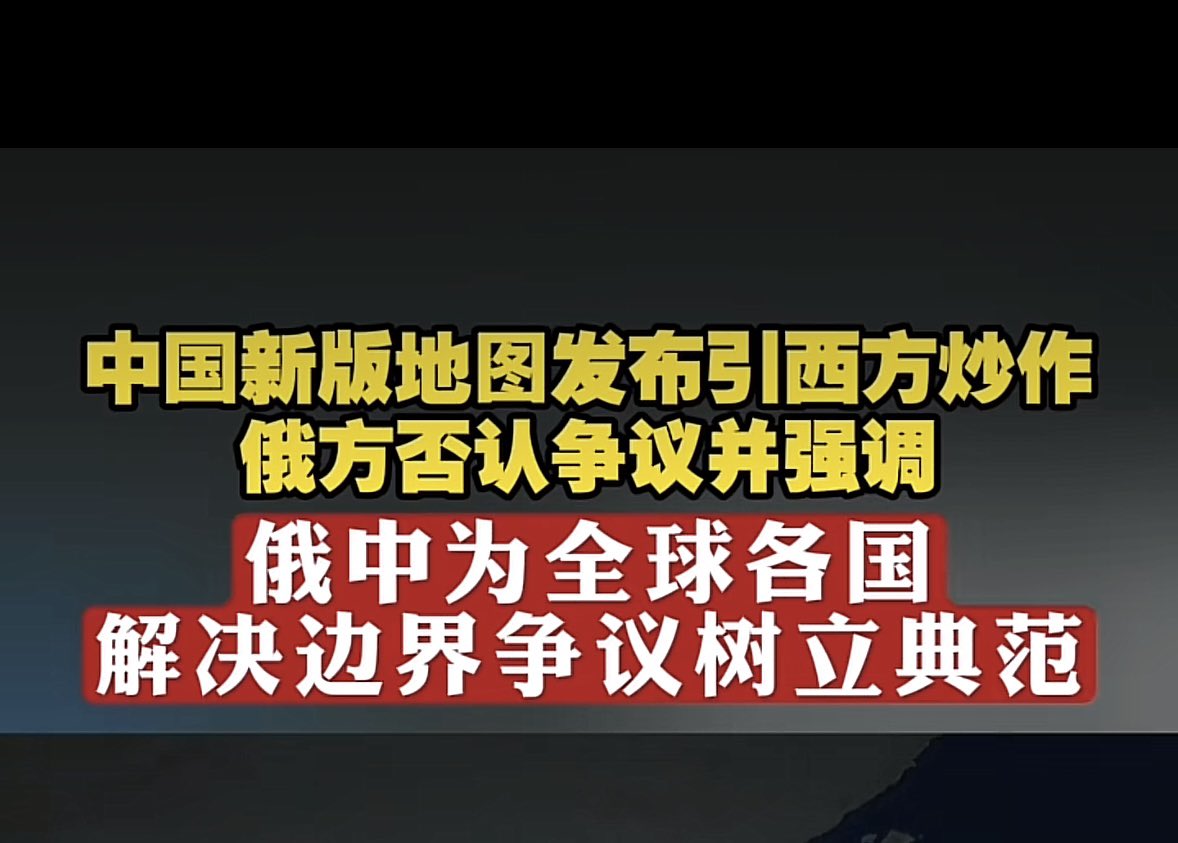 中国新版地图发布引西方炒作
俄方否认争议并强调
俄中为全球各国
解决边界争议树立典范